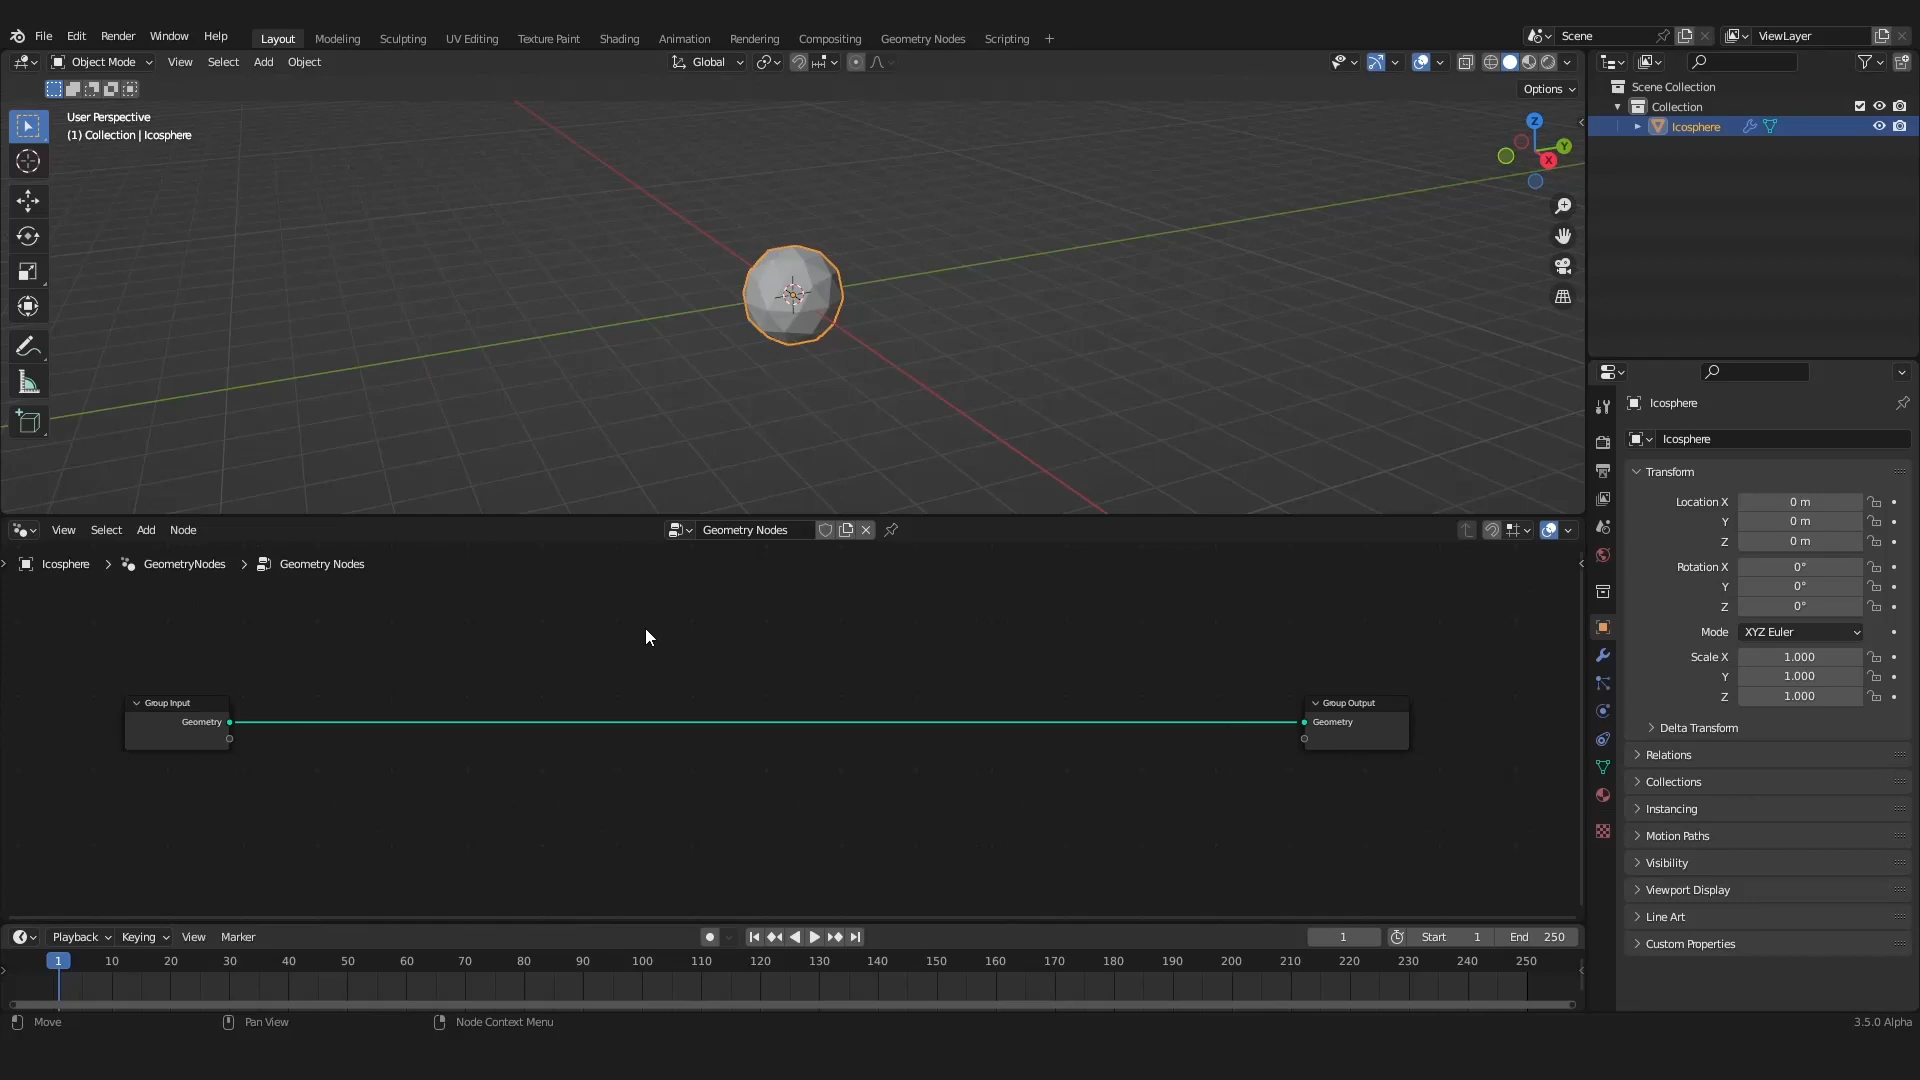 File Edit Render Window Help Layout Modeling Sculpting UV Editing Texture Paint Shading Animation Rendering Compositing Geometry Nodes Scripting + Scene ViewLayer
Object Mode View Select Add Object Global
Options
User Perspective
(1) Collection | Icosphere
Z
Y
X
Scene Collection
Collection
Icosphere
View Select Add Node Geometry Nodes
Icosphere > GeometryNodes > Geometry Nodes
Group Input
Geometry
Group Output
Geometry
Icosphere
Icosphere
Transform
Location X 0 m
Y 0 m
Z 0 m
Rotation X 0°
Y 0°
Z 0°
Mode XYZ Euler
Scale X 1.000
Y 1.000
Z 1.000
Delta Transform
Relations
Collections
Instancing
Motion Paths
Visibility
Viewport Display
Line Art
Custom Properties
Playback Keying View Marker 1 Start 1 End 250
1 10 20 30 40 50 60 70 80 90 100 110 120 130 140 150 160 170 180 190 200 210 220 230 240 250
Move Pan View Node Context Menu 3.5.0 Alpha